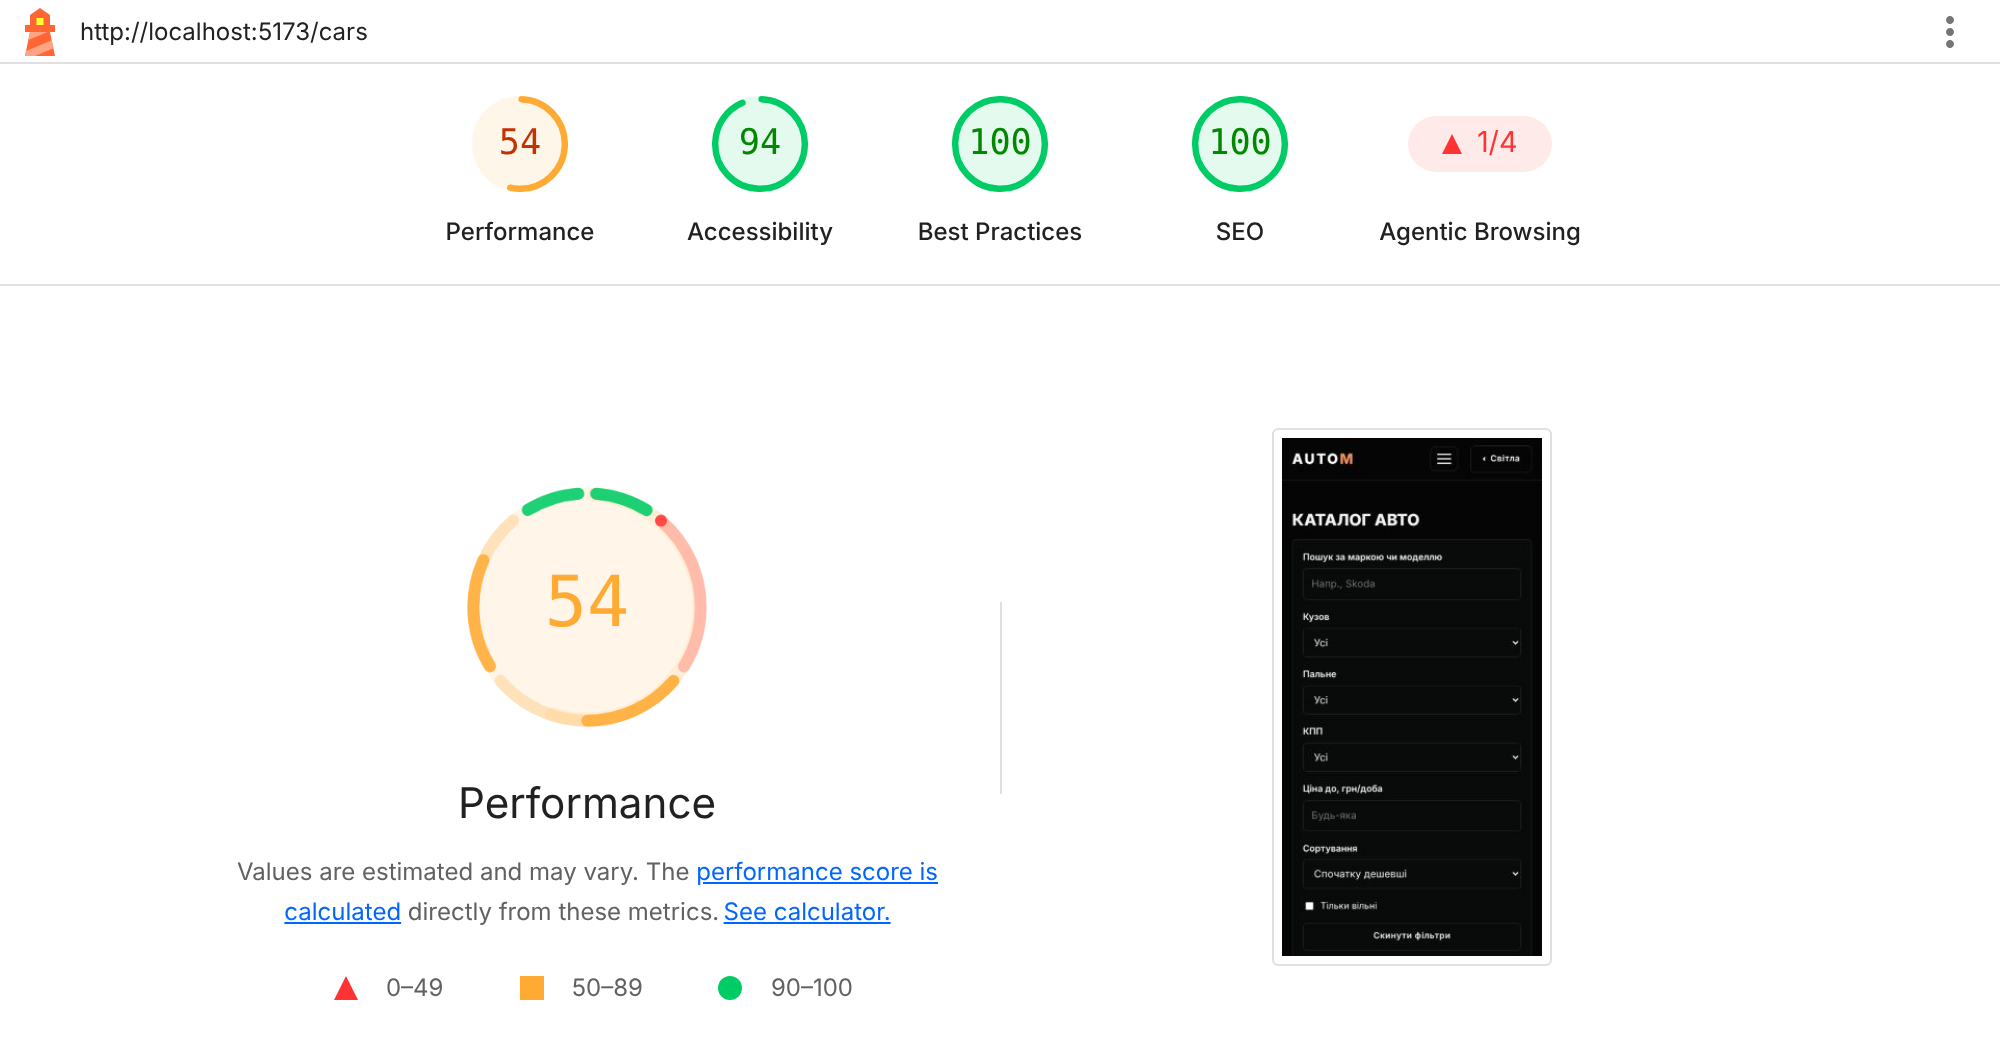 http://localhost:5173/cars
54
94
100
100
1/4
Performance
Accessibility
Best Practices
SEO
Agentic Browsing
54
Performance
Values are estimated and may vary. The performance score is
calculated directly from these metrics. See calculator.
0–49
50–89
90–100
AUTOM
Світла
КАТАЛОГ АВТО
Пошук за маркою чи моделлю
Напр., Skoda
Кузов
Усі
Пальне
Усі
КПП
Усі
Ціна до, грн/доба
Будь-яка
Сортування
Спочатку дешевші
Тільки вільні
Скинути фільтри